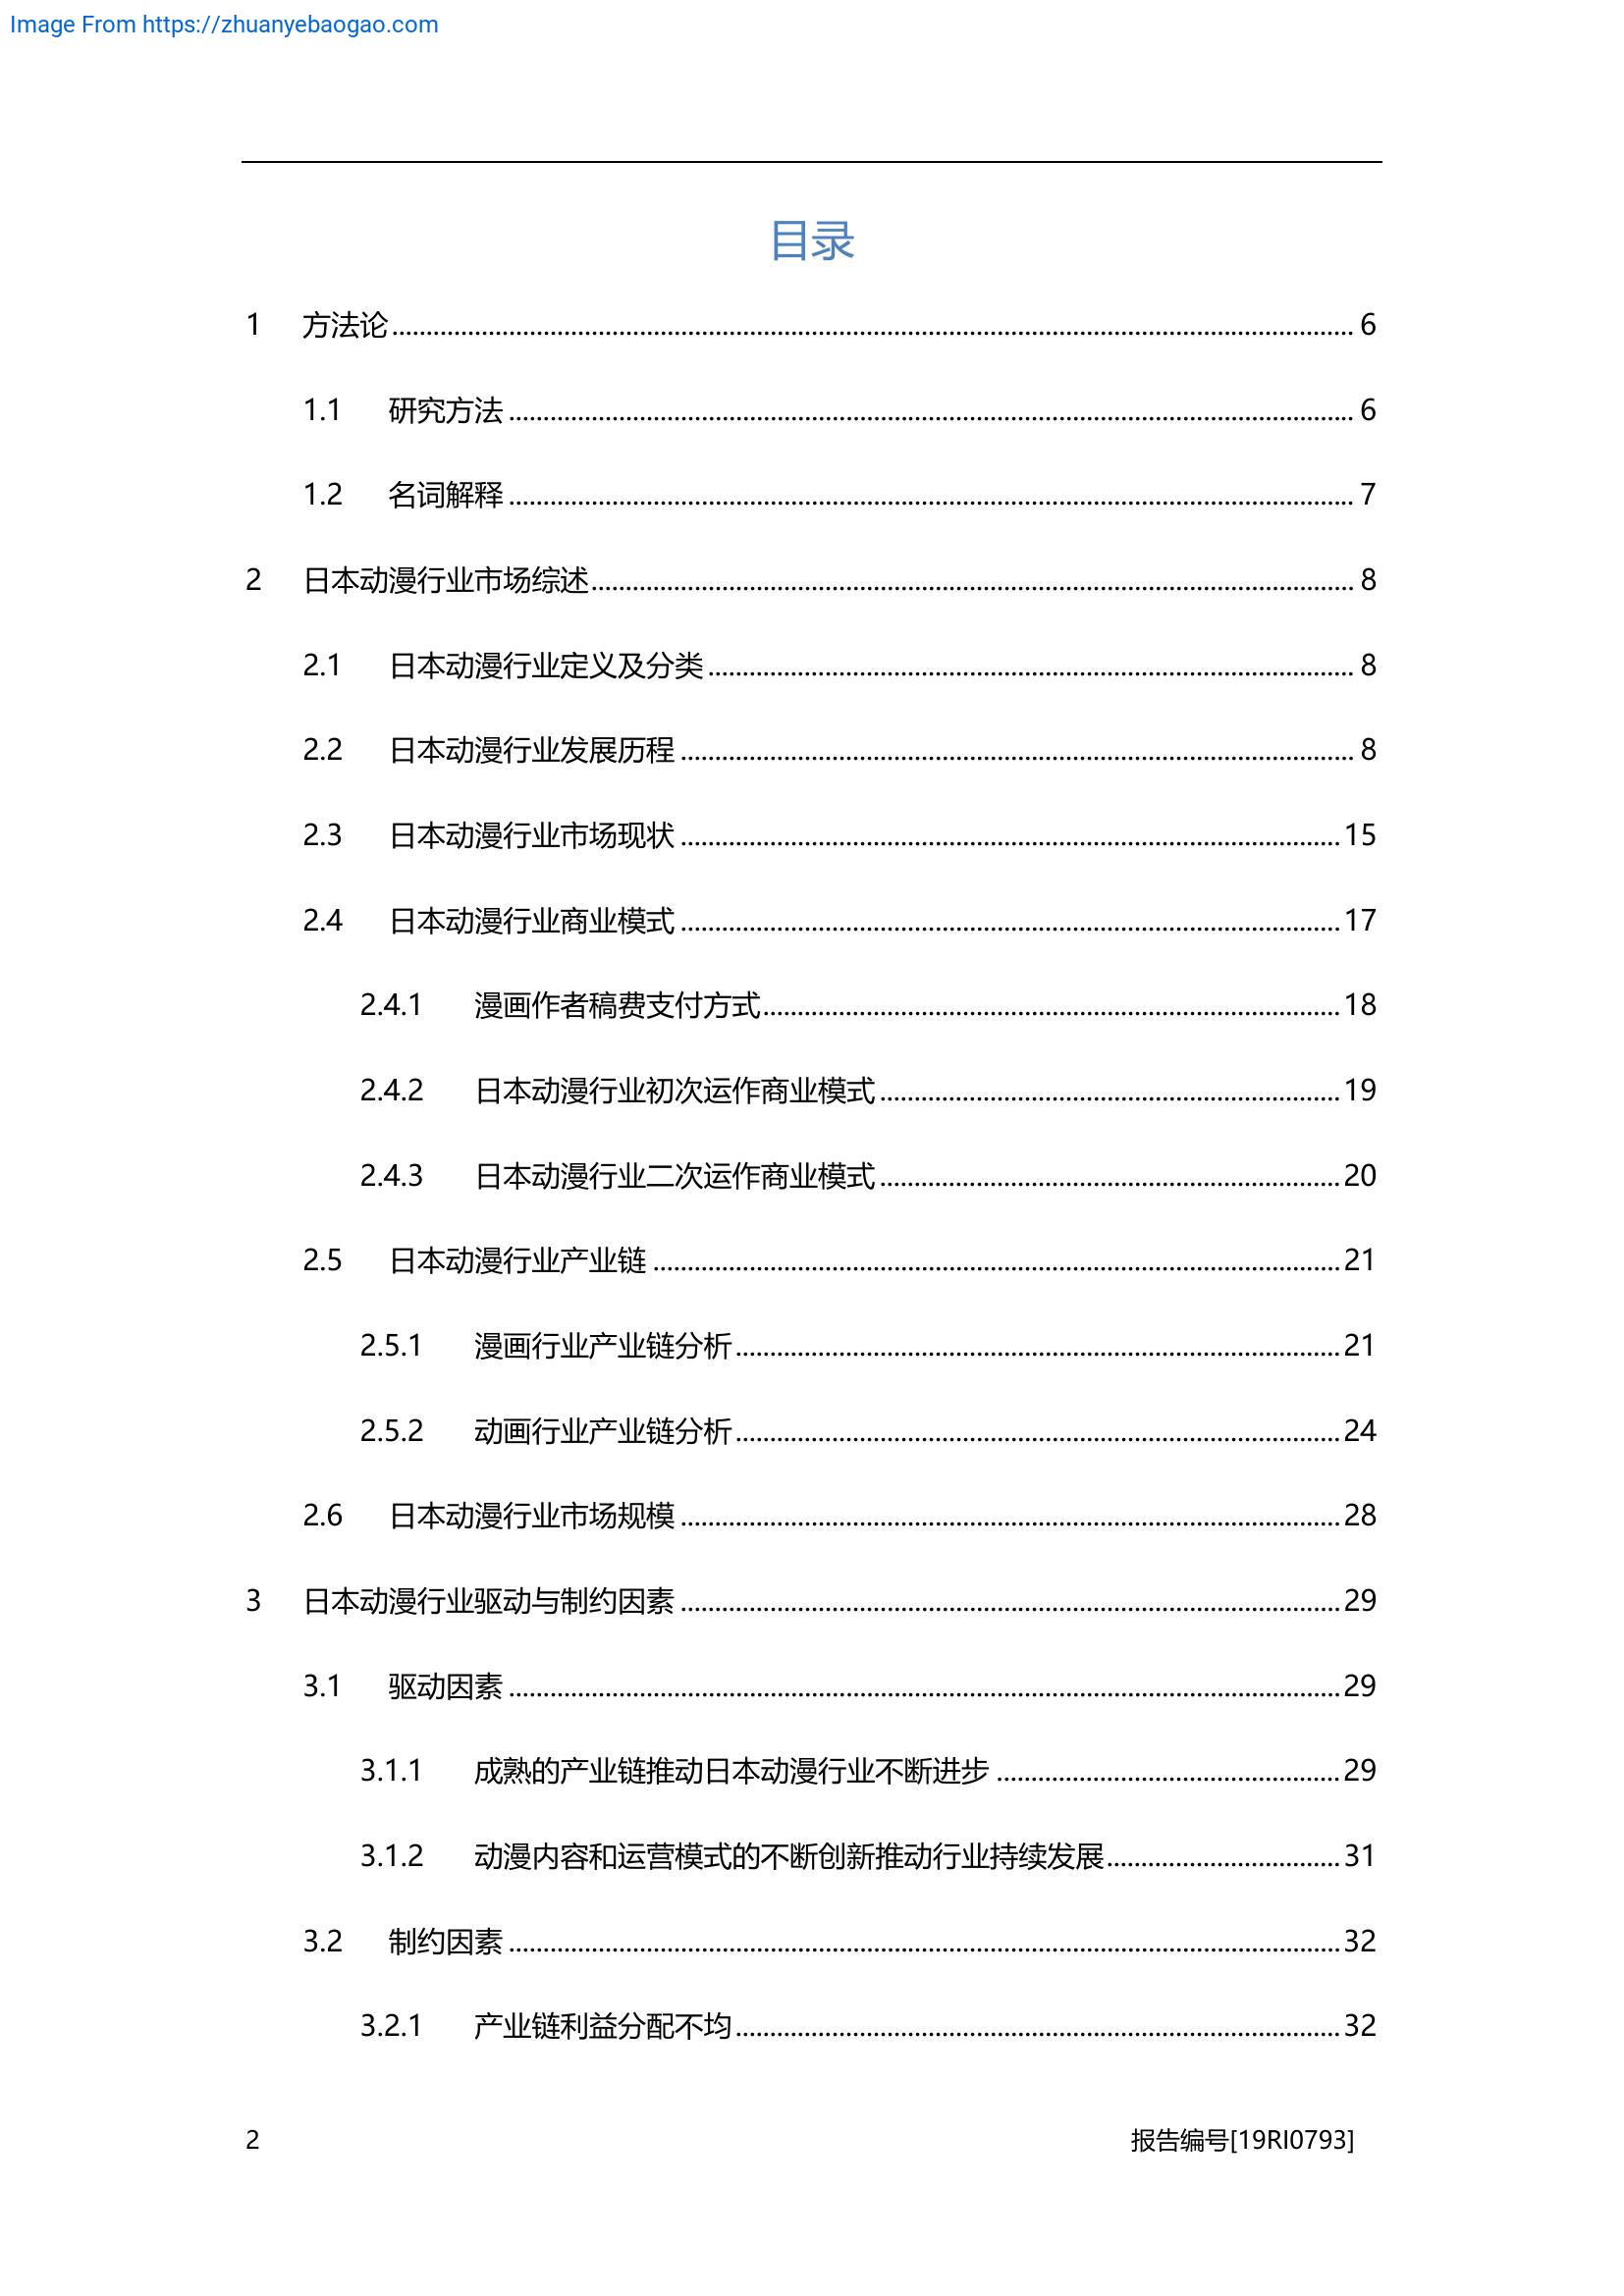 Image From https://zhuanyebaogao.com
目录
1 方法论 6
1.1 研究方法 6
1.2 名词解释 7
2 日本动漫行业市场综述 8
2.1 日本动漫行业定义及分类 8
2.2 日本动漫行业发展历程 8
2.3 日本动漫行业市场现状 15
2.4 日本动漫行业商业模式 17
2.4.1 漫画作者稿费支付方式 18
2.4.2 日本动漫行业初次运作商业模式 19
2.4.3 日本动漫行业二次运作商业模式 20
2.5 日本动漫行业产业链 21
2.5.1 漫画行业产业链分析 21
2.5.2 动画行业产业链分析 24
2.6 日本动漫行业市场规模 28
3 日本动漫行业驱动与制约因素 29
3.1 驱动因素 29
3.1.1 成熟的产业链推动日本动漫行业不断进步 29
3.1.2 动漫内容和运营模式的不断创新推动行业持续发展 31
3.2 制约因素 32
3.2.1 产业链利益分配不均 32
2 报告编号[19RI0793]